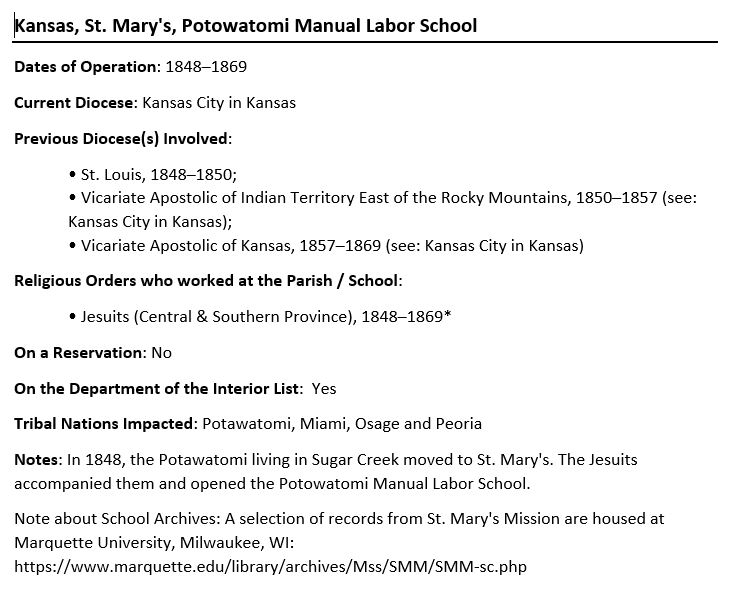 Kansas, St. Mary's, Potowatomi Manual Labor School
Dates of Operation: 1848–1869
Current Diocese: Kansas City in Kansas
Previous Diocese(s) Involved:
• St. Louis, 1848–1850;
• Vicariate Apostolic of Indian Territory East of the Rocky Mountains, 1850–1857 (see:
Kansas City in Kansas);
• Vicariate Apostolic of Kansas, 1857–1869 (see: Kansas City in Kansas)
Religious Orders who worked at the Parish / School:
• Jesuits (Central & Southern Province), 1848–1869*
On a Reservation: No
On the Department of the Interior List:  Yes
Tribal Nations Impacted: Potawatomi, Miami, Osage and Peoria
Notes: In 1848, the Potawatomi living in Sugar Creek moved to St. Mary's. The Jesuits
accompanied them and opened the Potowatomi Manual Labor School.
Note about School Archives: A selection of records from St. Mary's Mission are housed at
Marquette University, Milwaukee, WI:
https://www.marquette.edu/library/archives/Mss/SMM/SMM-sc.php